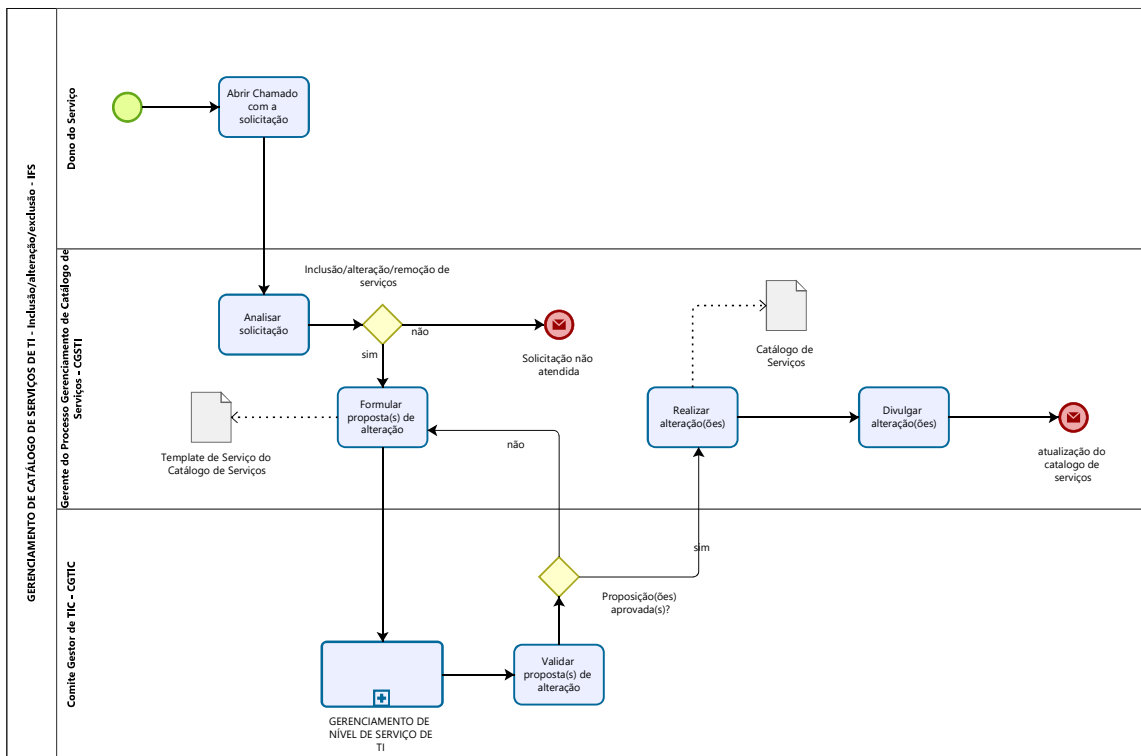 GERENCIAMENTO DE CATÁLOGO DE SERVIÇOS DE TI - Inclusão/alteração/exclusão - IFS
Dono do Serviço
Abrir Chamado
com a
solicitação
Gerente do Processo Gerenciamento de Catálogo de
Serviços – CGSTI
Inclusão/alteração/remoção de
serviços
Analisar
solicitação
não
sim
Solicitação não
atendida
Catálogo de
Serviços
Formular
proposta(s) de
alteração
Template de Serviço do
Catálogo de Serviços
não
Realizar
alteração(ões)
Divulgar
alteração(ões)
atualização do
catalogo de
serviços
Comite Gestor de TIC – CGTIC
sim
Proposição(ões)
aprovada(s)?
Validar
proposta(s) de
alteração
GERENCIAMENTO DE
NÍVEL DE SERVIÇO DE
TI